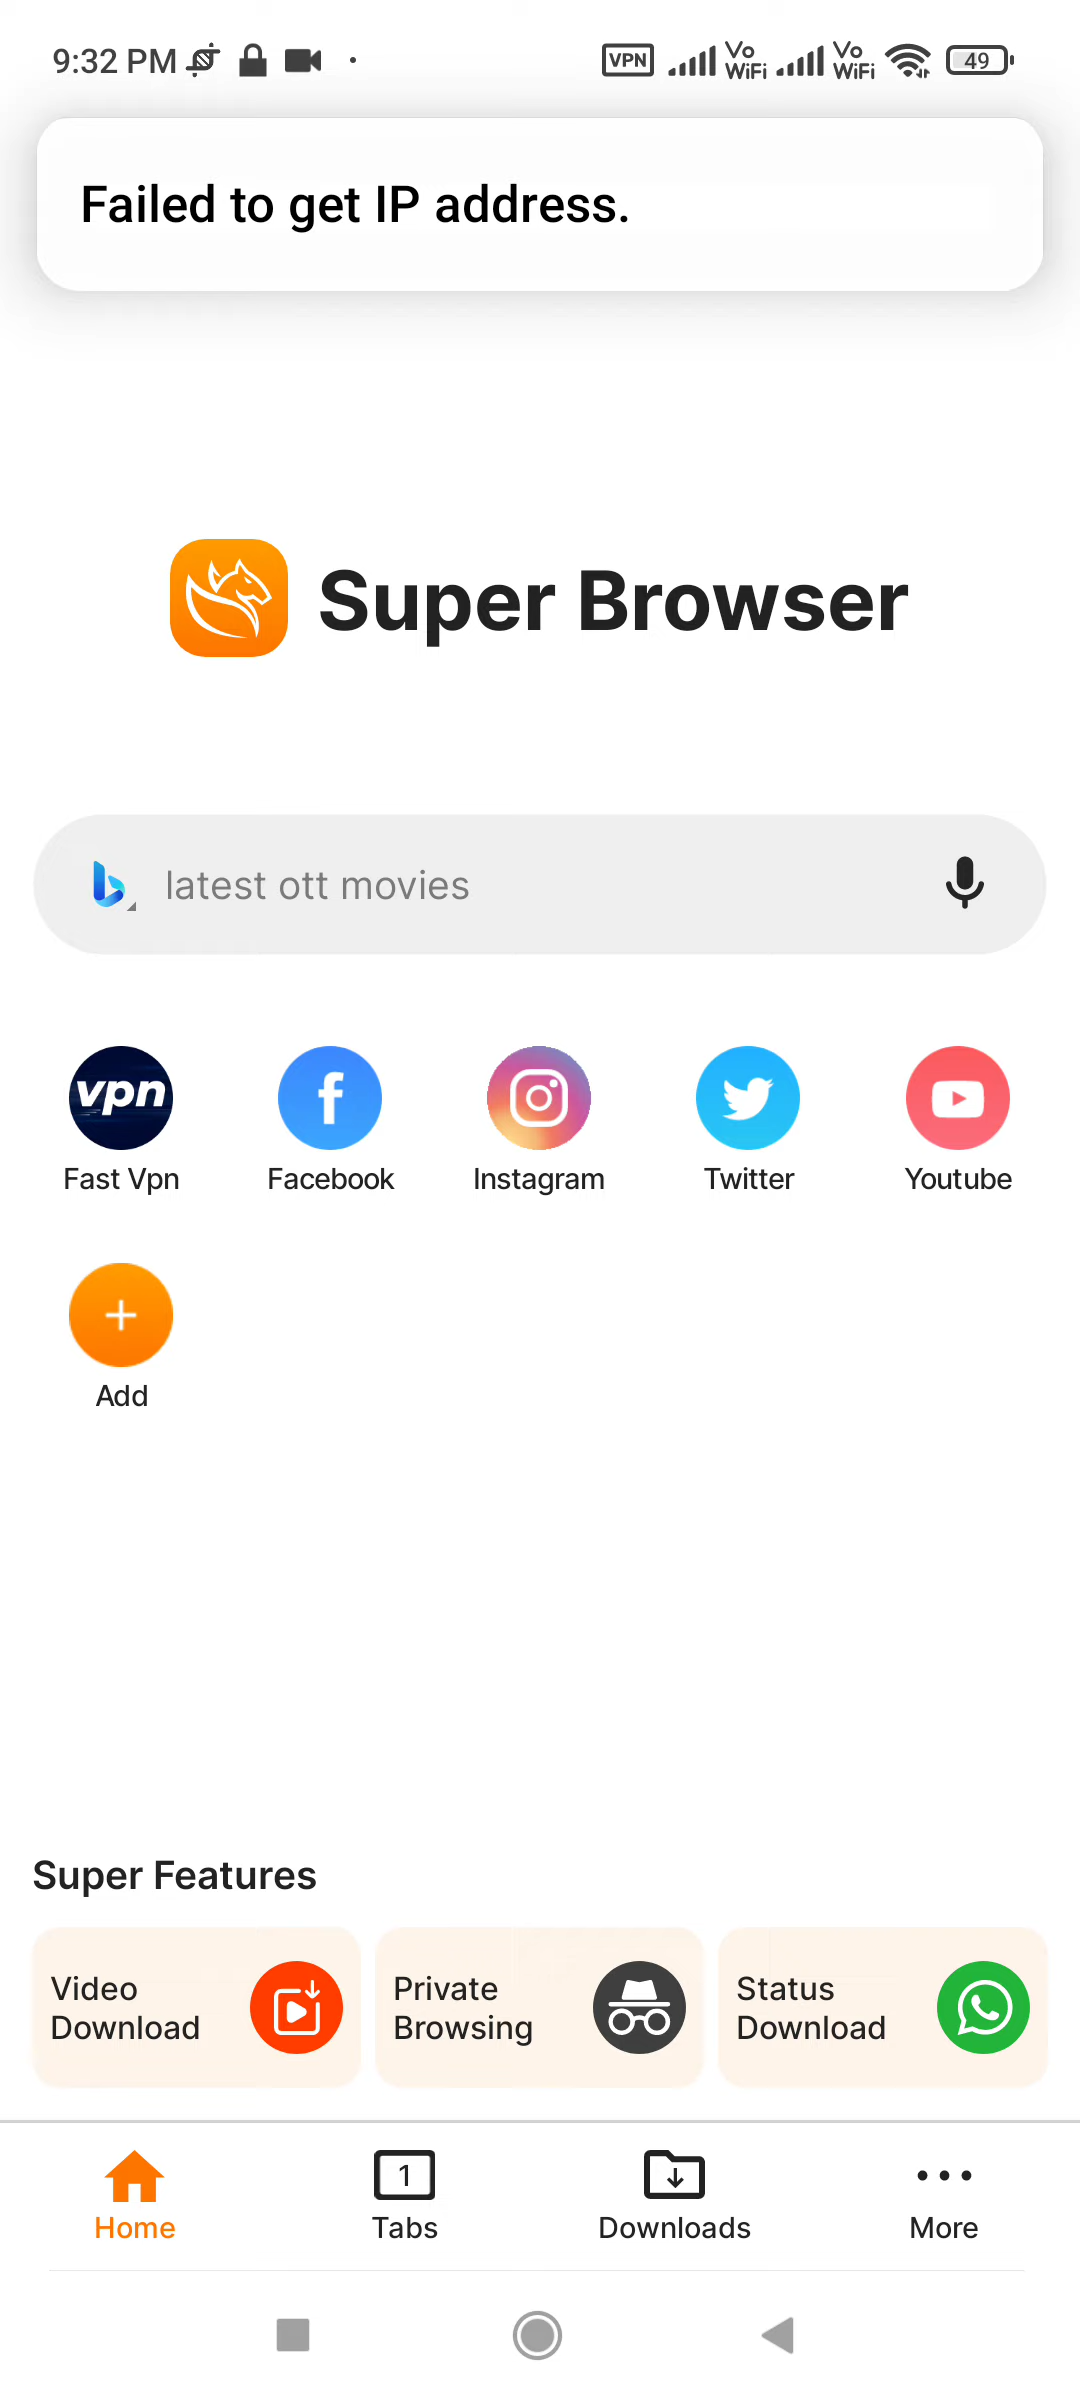 9:32 PM
VPN Vo WiFi Vo WiFi 49
Failed to get IP address.
Super Browser
latest ott movies
vpn
Fast Vpn Facebook Instagram Twitter Youtube
Add
Super Features
Video Download
Private Browsing
Status Download
1
Home Tabs Downloads More